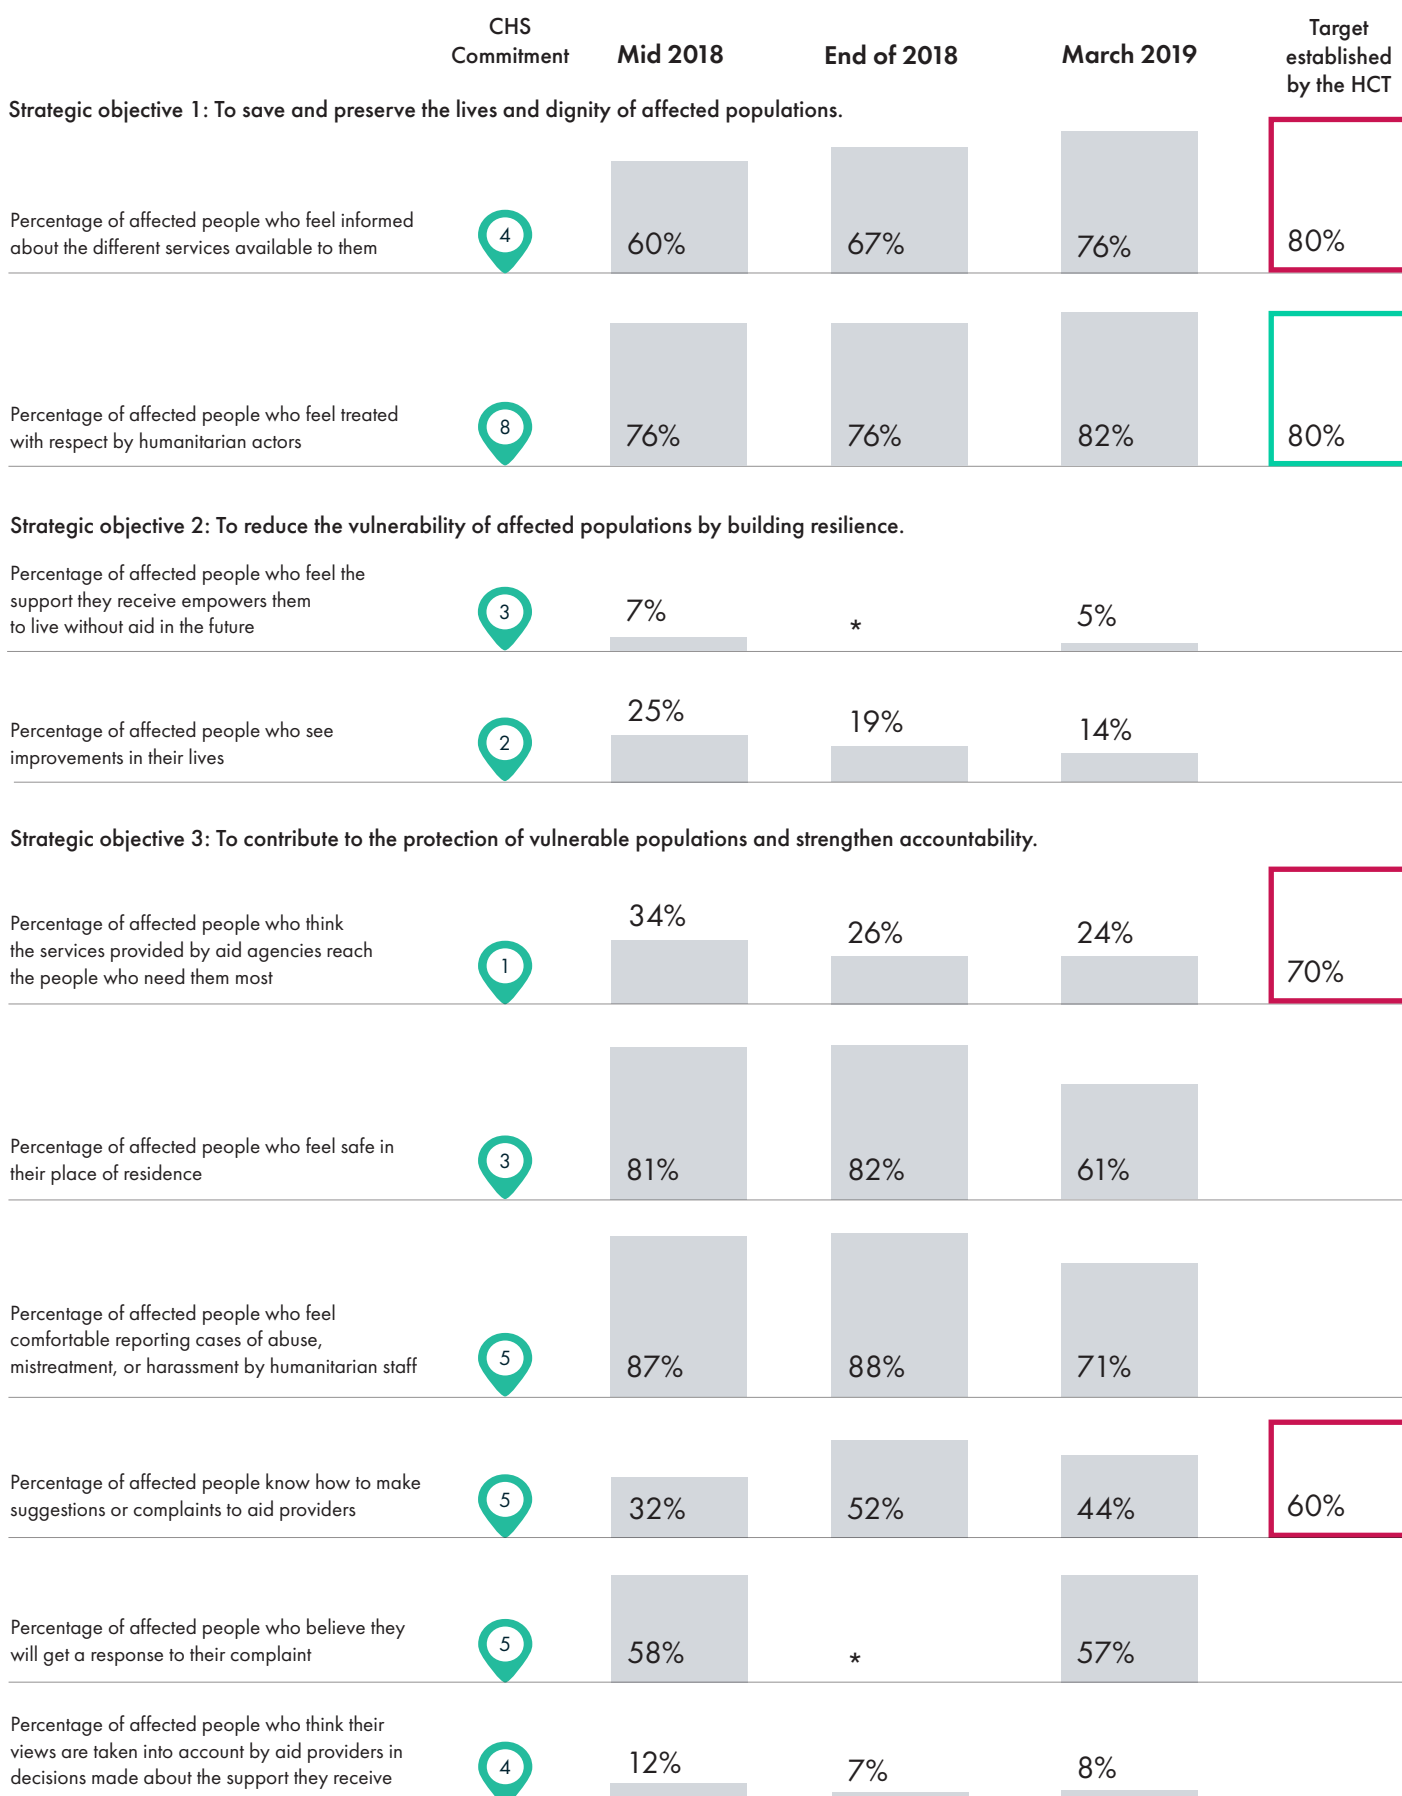 CHS
Commitment
Mid 2018
End of 2018
March 2019
Target
established
by the HCT
Strategic objective 1: To save and preserve the lives and dignity of affected populations.
Percentage of affected people who feel informed
about the different services available to them
4
60%
67%
76%
80%
Percentage of affected people who feel treated
with respect by humanitarian actors
8
76%
76%
82%
80%
Strategic objective 2: To reduce the vulnerability of affected populations by building resilience.
Percentage of affected people who feel the
support they receive empowers them
to live without aid in the future
3
7%
*
5%
Percentage of affected people who see
improvements in their lives
2
25%
19%
14%
Strategic objective 3: To contribute to the protection of vulnerable populations and strengthen accountability.
Percentage of affected people who think
the services provided by aid agencies reach
the people who need them most
1
34%
26%
24%
70%
Percentage of affected people who feel safe in
their place of residence
3
81%
82%
61%
Percentage of affected people who feel
comfortable reporting cases of abuse,
mistreatment, or harassment by humanitarian staff
5
87%
88%
71%
Percentage of affected people know how to make
suggestions or complaints to aid providers
5
32%
52%
44%
60%
Percentage of affected people who believe they
will get a response to their complaint
5
58%
*
57%
Percentage of affected people who think their
views are taken into account by aid providers in
decisions made about the support they receive
4
12%
7%
8%